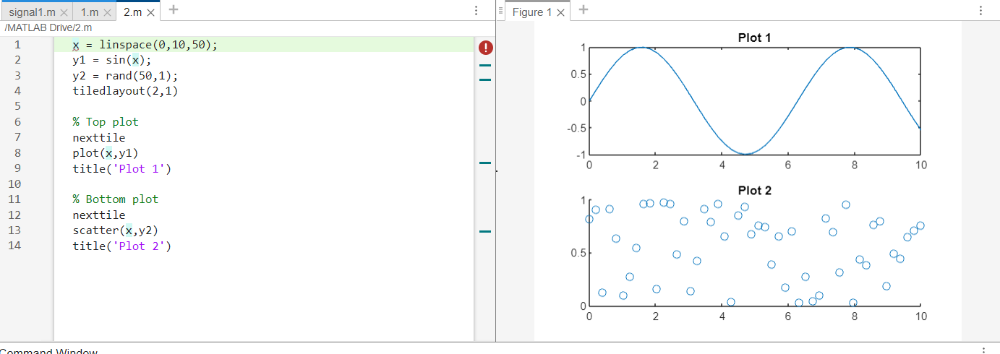 signal1.m 1.m 2.m
/MATLAB Drive/2.m
1 x = linspace(0,10,50);
2 y1 = sin(x);
3 y2 = rand(50,1);
4 tiledlayout(2,1)
5
6 % Top plot
7 nexttile
8 plot(x,y1)
9 title('Plot 1')
10
11 % Bottom plot
12 nexttile
13 scatter(x,y2)
14 title('Plot 2')
Figure 1
Plot 1
1
0.5
0
-0.5
-1
0 2 4 6 8 10
Plot 2
1
0.5
0
0 2 4 6 8 10
Command Window